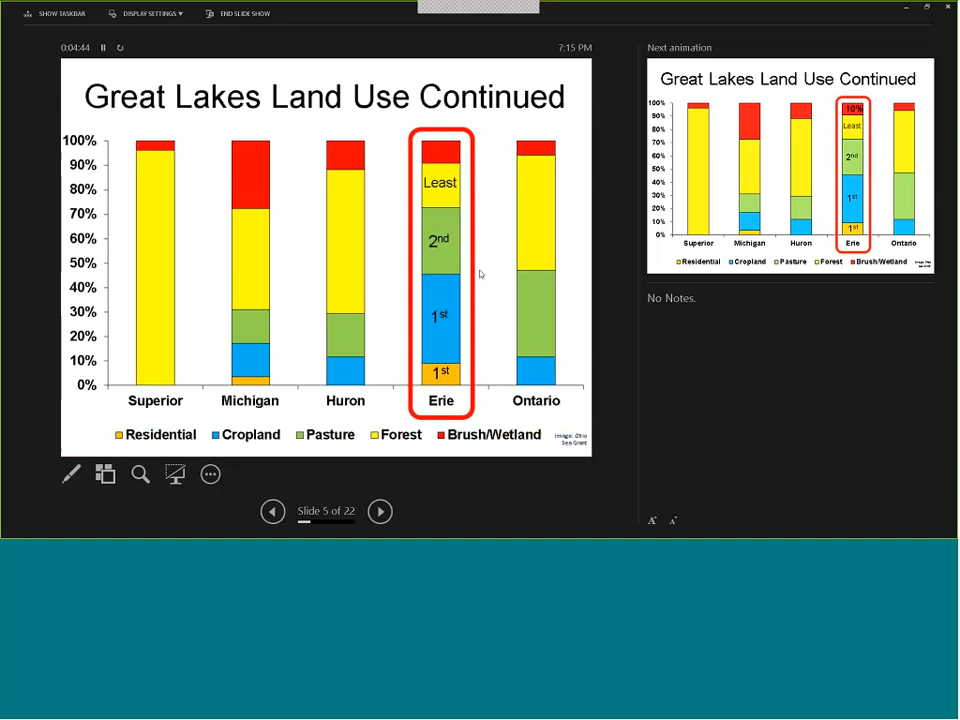 SHOW TASKBAR
DISPLAY SETTINGS ▾
END SLIDE SHOW
0:04:44
7:15 PM
Great Lakes Land Use Continued
100%
90%
80%
70%
60%
50%
40%
30%
20%
10%
0%
Least
2nd
1st
1st
Superior Michigan Huron Erie Ontario
Residential Cropland Pasture Forest Brush/Wetland
Image: Ohio
Sea Grant
Slide 5 of 22
Next animation
Great Lakes Land Use Continued
100%
90%
80%
70%
60%
50%
40%
30%
20%
10%
0%
10%
Least
2nd
1st
1st
Superior Michigan Huron Erie Ontario
Residential Cropland Pasture Forest Brush/Wetland
No Notes.
A A